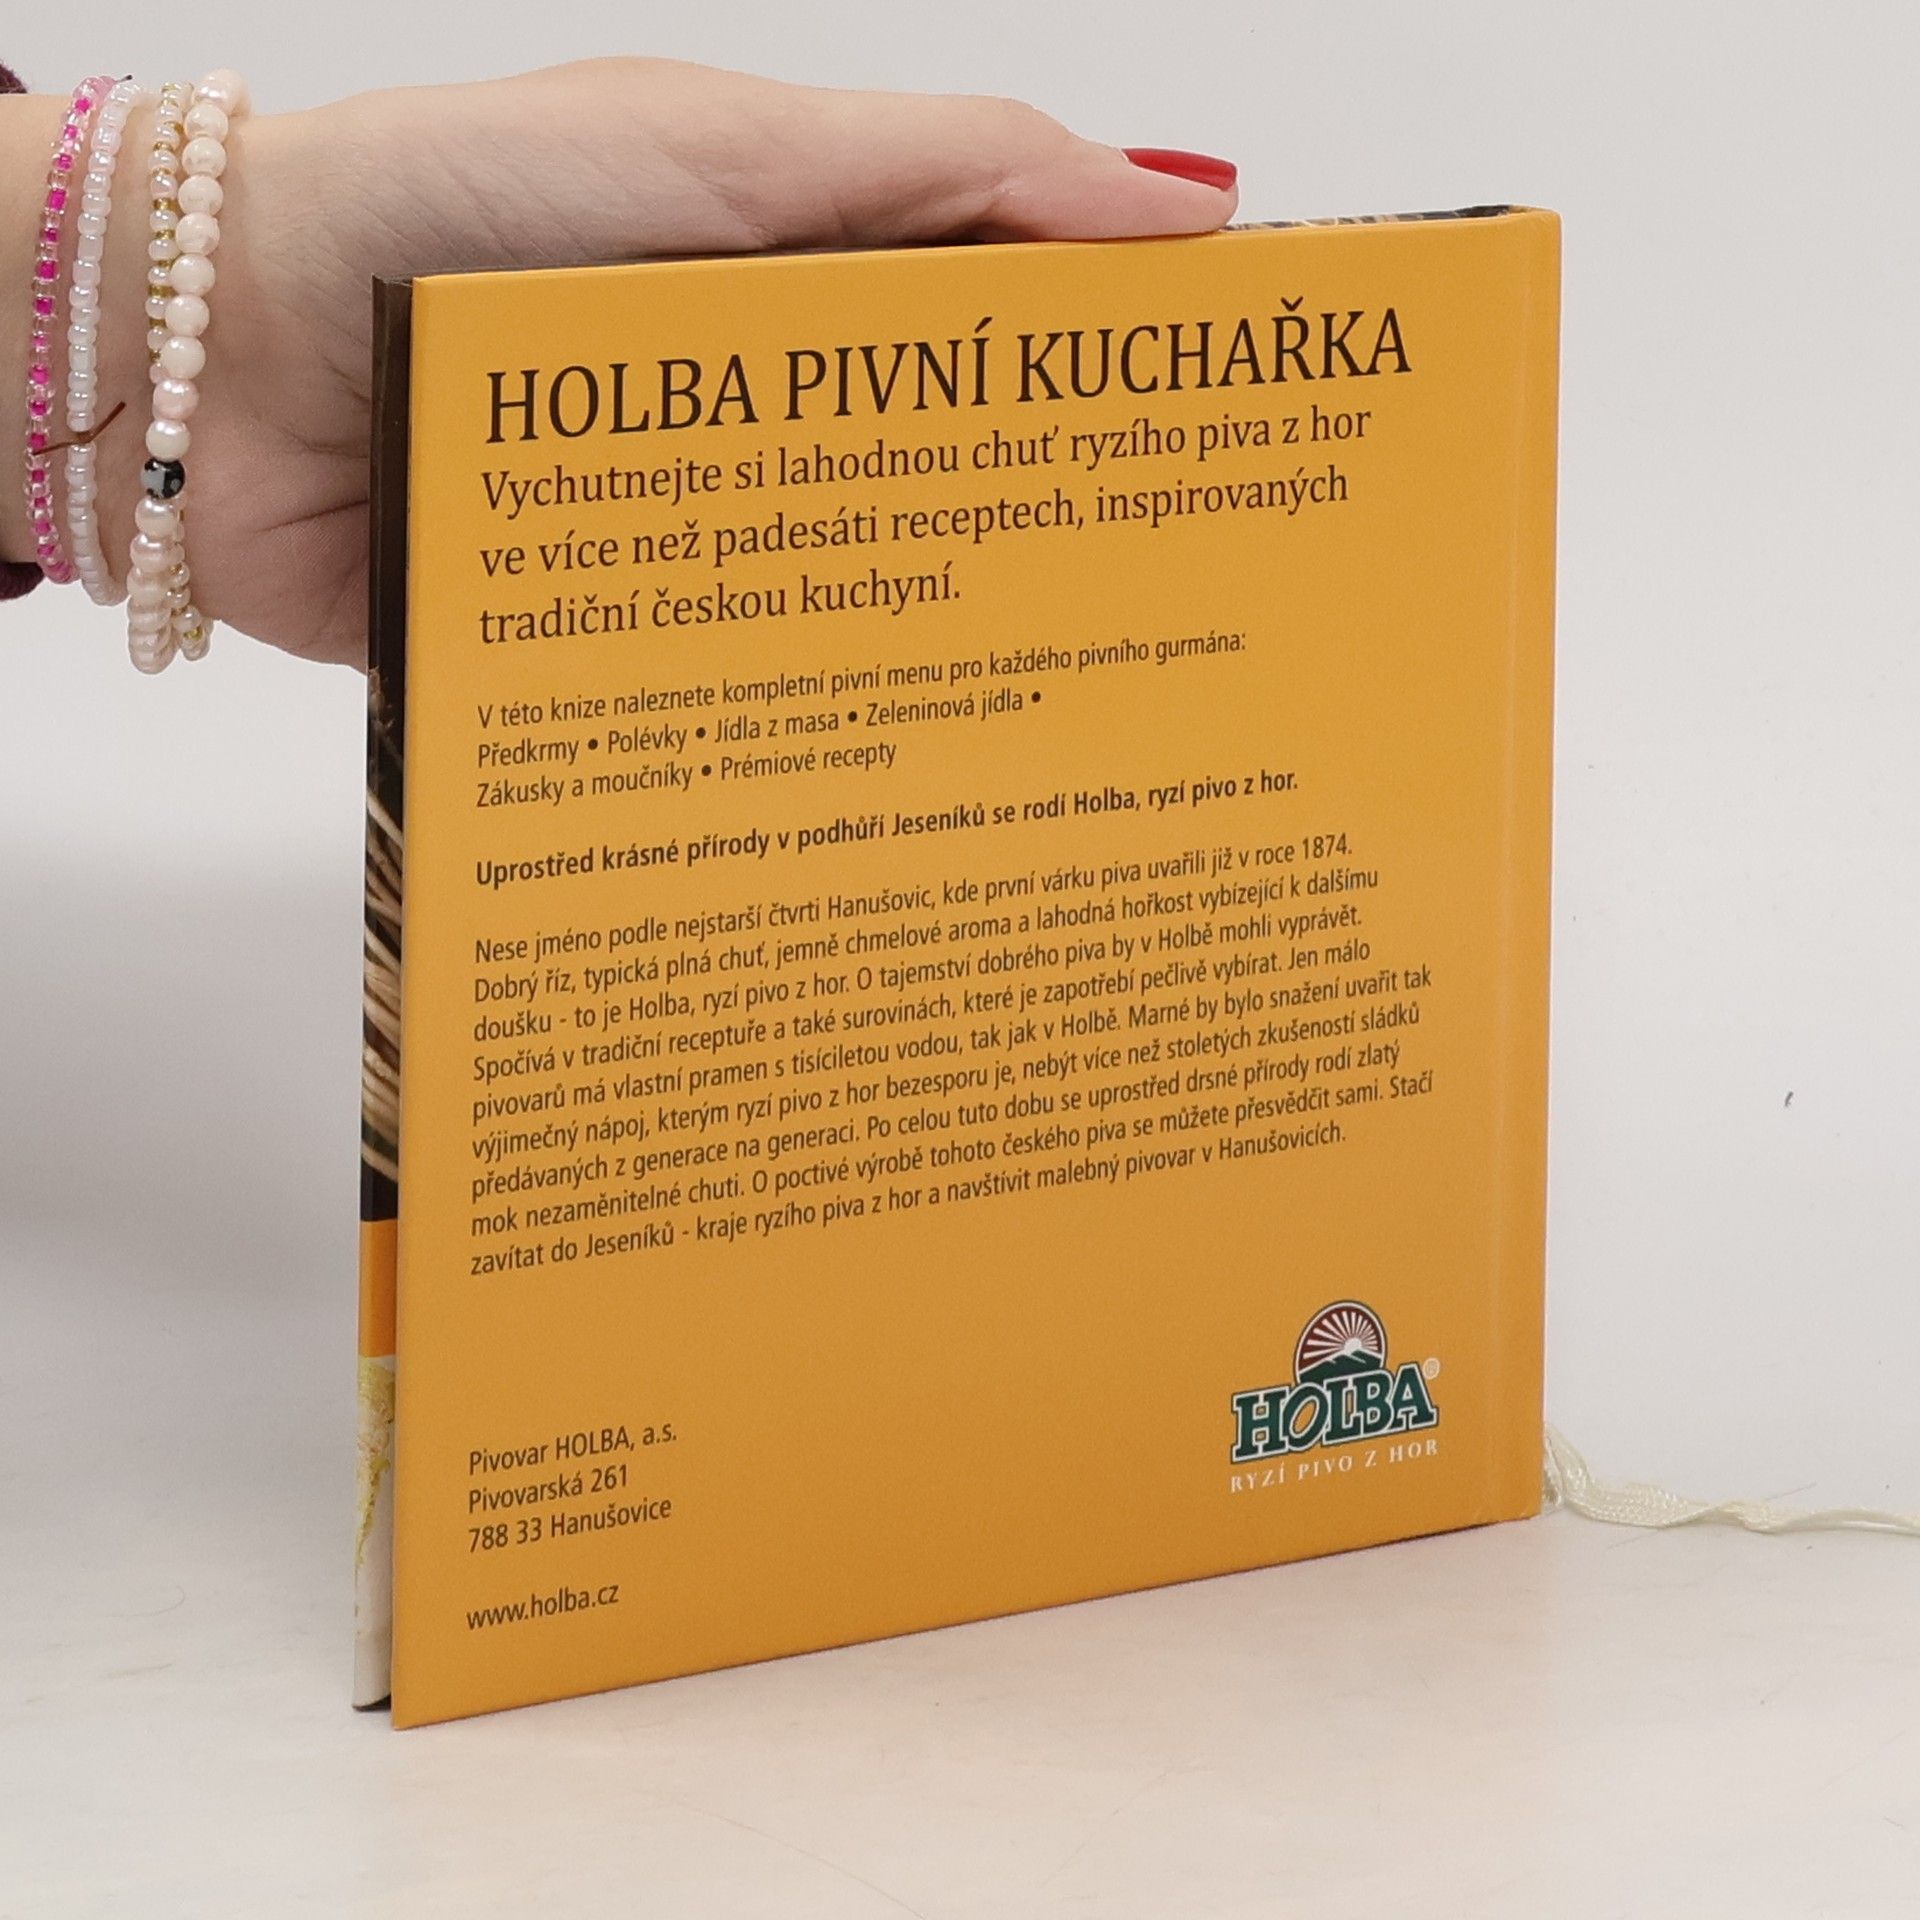 HOLBA PIVNÍ KUCHAŘKA
Vychutnejte si lahodnou chuť ryzího piva z hor
ve více než padesáti receptech, inspirovaných
tradiční českou kuchyní.
V této knize naleznete kompletní pivní menu pro každého pivního gurmána:
Předkrmy • Polévky • Jídla z masa • Zeleninová jídla •
Zákusky a moučníky • Prémiové recepty
Uprostřed krásné přírody v podhůří Jeseníků se rodí Holba, ryzí pivo z hor.
Nese jméno podle nejstarší čtvrti Hanušovic, kde první várku piva uvařili již v roce 1874.
Dobrý říz, typická plná chuť, jemně chmelové aroma a lahodná hořkost vybízející k dalšímu
doušku - to je Holba, ryzí pivo z hor. O tajemství dobrého piva by v Holbě mohli vyprávět.
Spočívá v tradiční receptuře a také surovinách, které je zapotřebí pečlivě vybírat. Jen málo
pivovarů má vlastní pramen s tisíciletou vodou, tak jak v Holbě. Marné by bylo snažení uvařit tak
výjimečný nápoj, kterým ryzí pivo z hor bezesporu je, nebýt více než stoletých zkušeností sládků
předávaných z generace na generaci. Po celou tuto dobu se uprostřed drsné přírody rodí zlatý
mok nezaměnitelné chuti. O poctivé výrobě tohoto českého piva se můžete přesvědčit sami. Stačí
zavítat do Jeseníků - kraje ryzího piva z hor a navštívit malebný pivovar v Hanušovicích.
HOLBA®
RYZÍ PIVO Z HOR
Pivovar HOLBA, a.s.
Pivovarská 261
788 33 Hanušovice
www.holba.cz